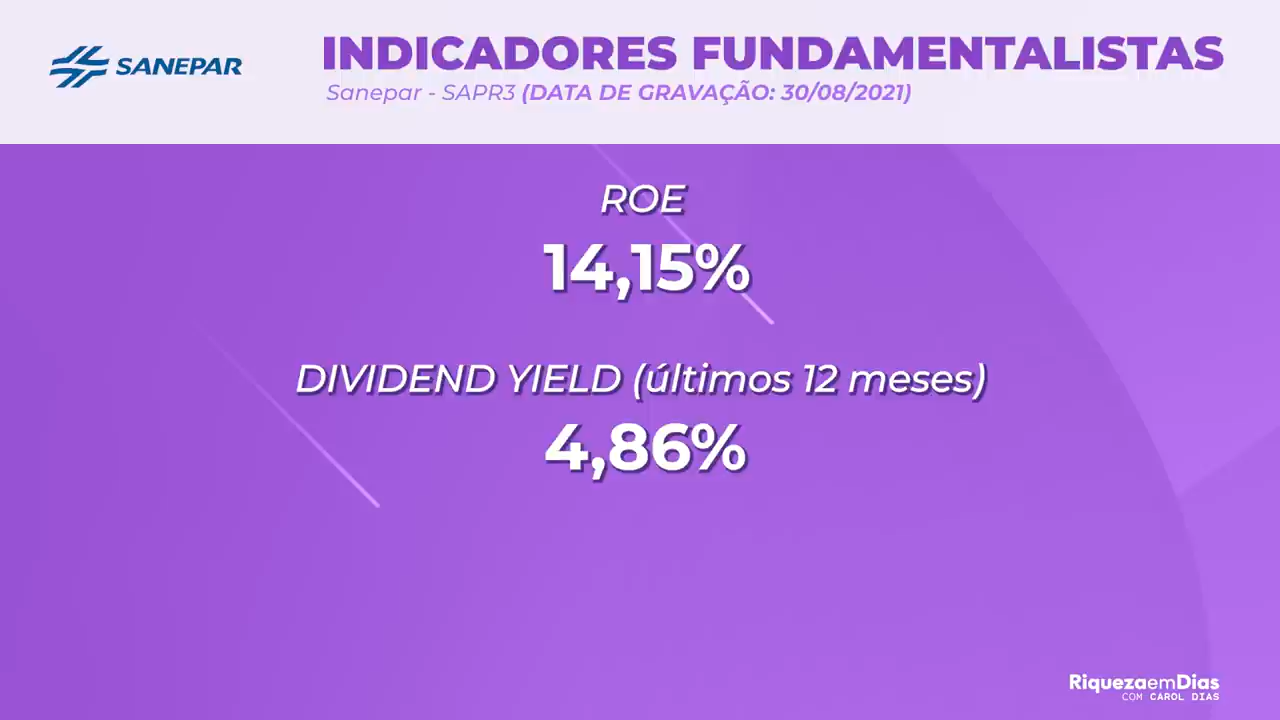 SANEPAR
INDICADORES FUNDAMENTALISTAS
Sanepar - SAPR3 (DATA DE GRAVAÇÃO: 30/08/2021)
ROE
14,15%
DIVIDEND YIELD (últimos 12 meses)
4,86%
RiquezaemDias
COM CAROL DIAS